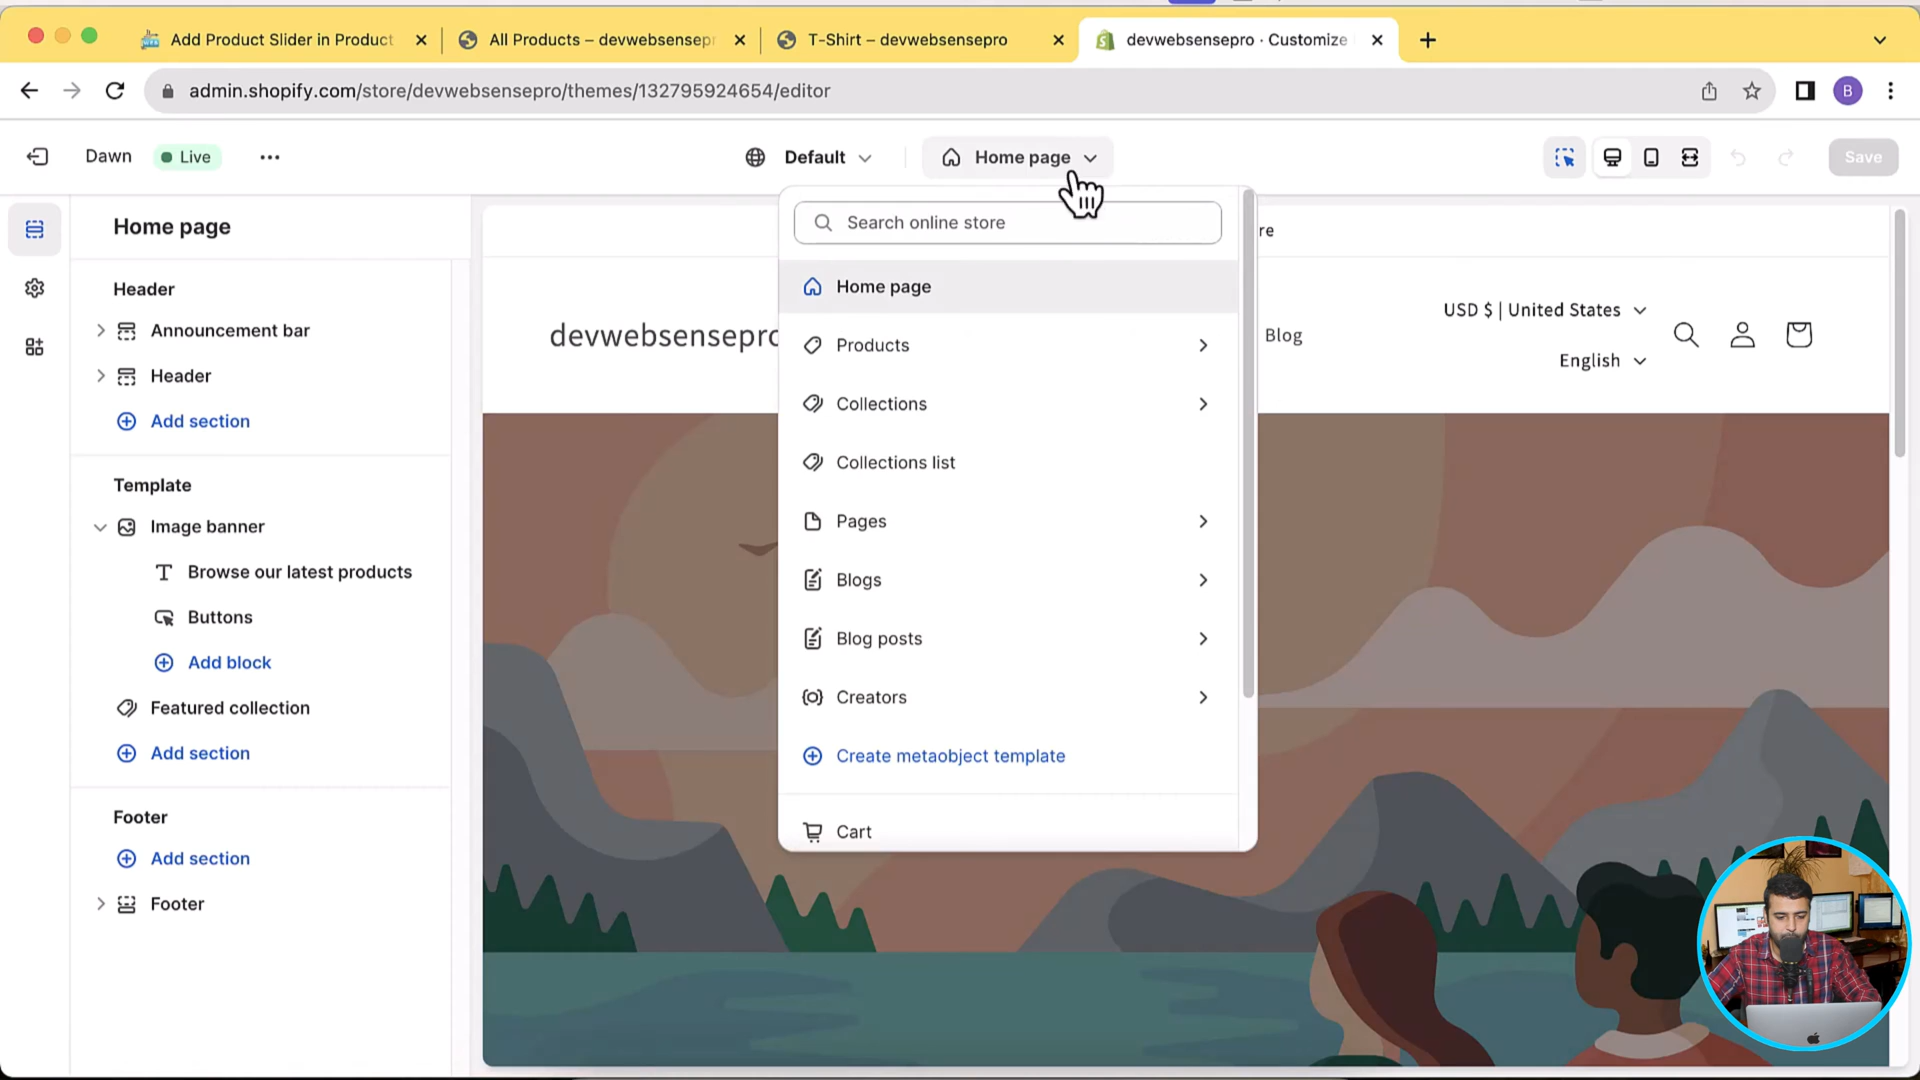 Add Product Slider in Product
All Products – devwebsensepr
T-Shirt – devwebsensepro
devwebsensepro · Customize
admin.shopify.com/store/devwebsensepro/themes/132795924654/editor
B
Dawn
Live
Default
Home page
Save
Home page
Header
Announcement bar
Header
Add section
Template
Image banner
Browse our latest products
Buttons
Add block
Featured collection
Add section
Footer
Add section
Footer
Search online store
Home page
Products
Collections
Collections list
Pages
Blogs
Blog posts
Creators
Create metaobject template
Cart
re
devwebsensepro
Blog
USD $ | United States
English